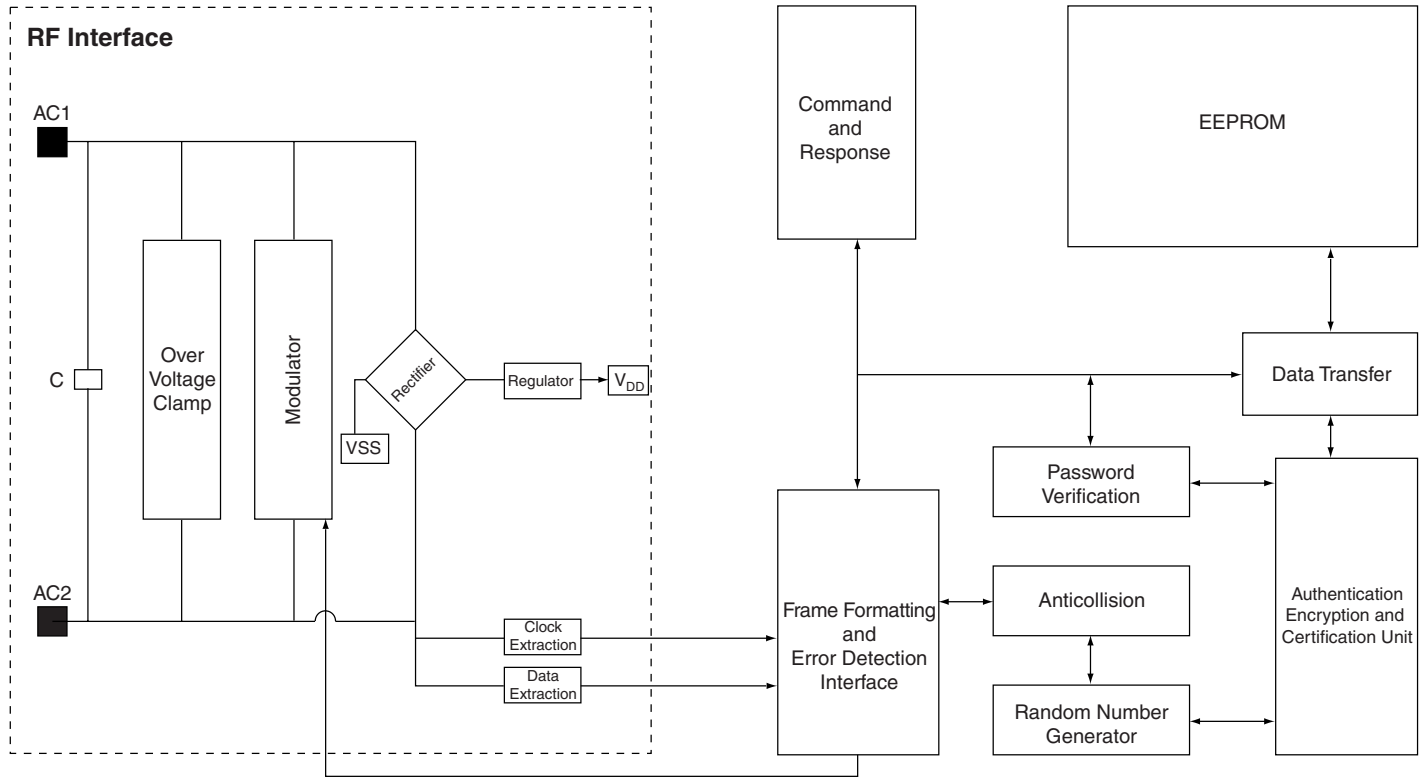 RF Interface
AC1
C
AC2
Over
Voltage
Clamp
Modulator
Rectifier
VSS
Regulator
VDD
Clock
Extraction
Data
Extraction
Command
and
Response
EEPROM
Data Transfer
Password
Verification
Frame Formatting
and
Error Detection
Interface
Anticollision
Random Number
Generator
Authentication
Encryption and
Certification Unit